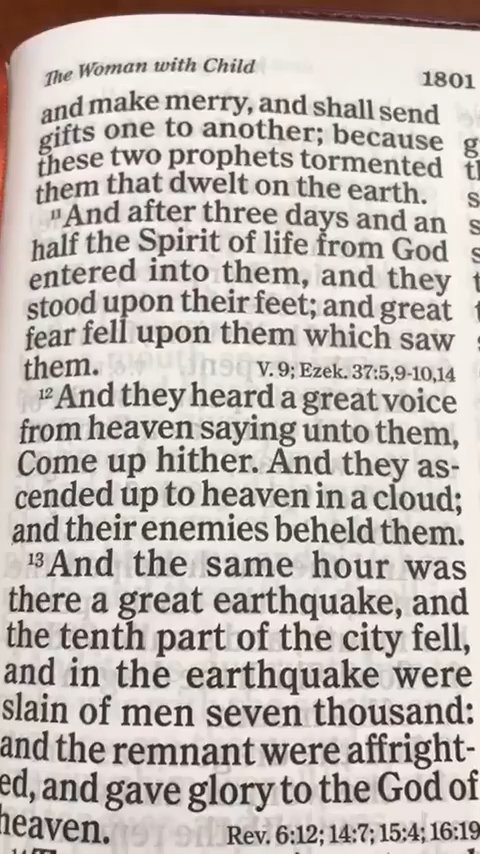 The Woman with Child 1801
and make merry, and shall send
gifts one to another; because
these two prophets tormented
them that dwelt on the earth.
11 And after three days and an
half the Spirit of life from God
entered into them, and they
stood upon their feet; and great
fear fell upon them which saw
them. V. 9; Ezek. 37:5,9-10,14
12 And they heard a great voice
from heaven saying unto them,
Come up hither. And they as-
cended up to heaven in a cloud;
and their enemies beheld them.
13 And the same hour was
there a great earthquake, and
the tenth part of the city fell,
and in the earthquake were
slain of men seven thousand:
and the remnant were affright-
ed, and gave glory to the God of
heaven. Rev. 6:12; 14:7; 15:4; 16:19